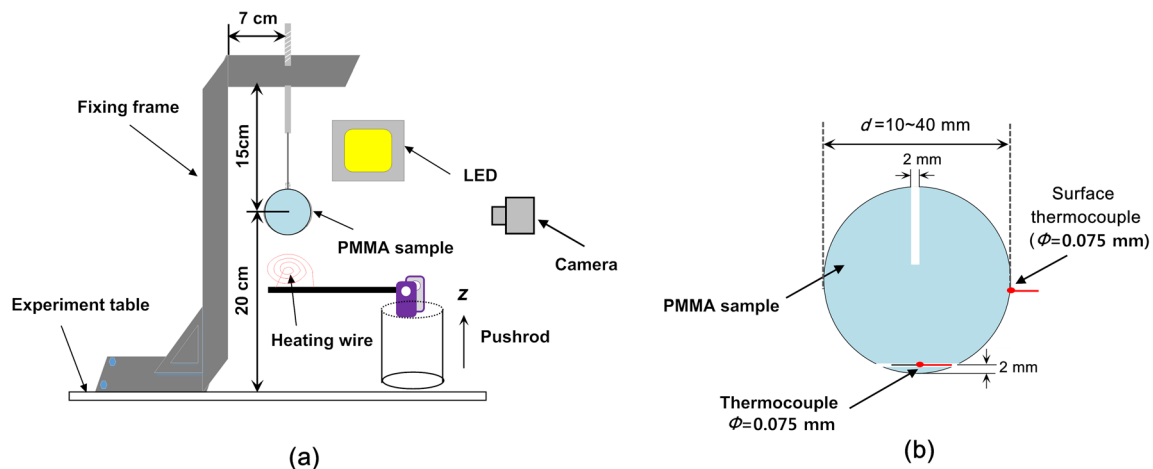 7 cm
Fixing frame
15cm
LED
PMMA sample
Camera
20 cm
Experiment table
Heating wire
z
Pushrod
(a)
d=10~40 mm
2 mm
Surface
thermocouple
(Φ=0.075 mm)
PMMA sample
2 mm
Thermocouple
Φ=0.075 mm
(b)